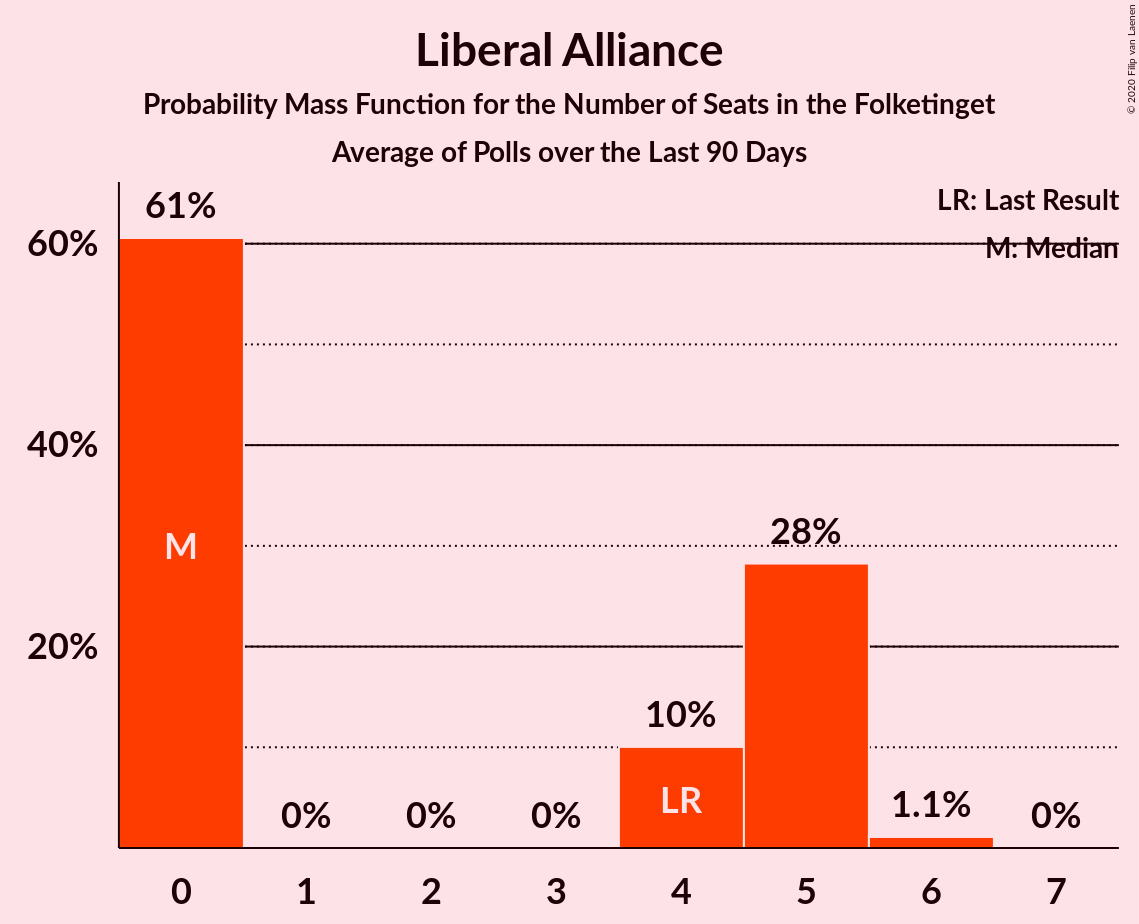 Liberal Alliance
Probability Mass Function for the Number of Seats in the Folketinget
Average of Polls over the Last 90 Days
© 2020 Filip van Laenen
LR: Last Result
M: Median
61%
60%
40%
20%
M
0%
0%
0%
10%
LR
28%
1.1%
0%
0 1 2 3 4 5 6 7